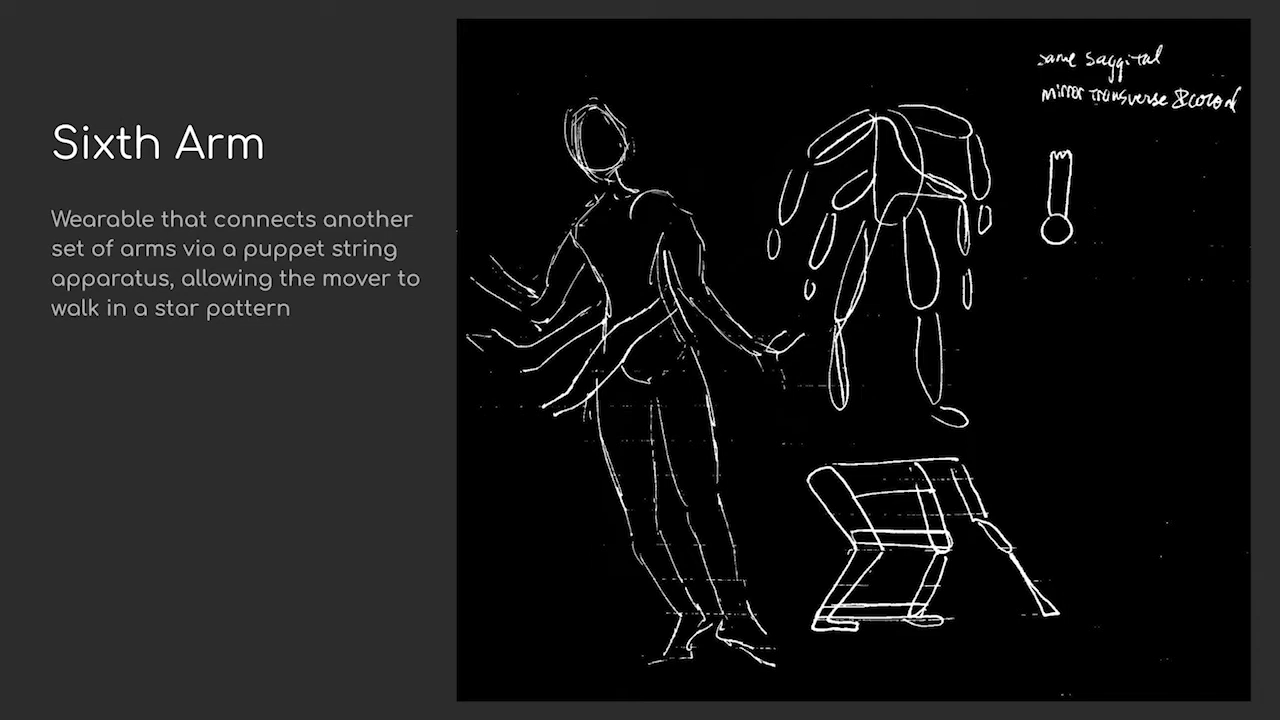 Sixth Arm
Wearable that connects another
set of arms via a puppet string
apparatus, allowing the mover to
walk in a star pattern
same saggital
mirror transverse &